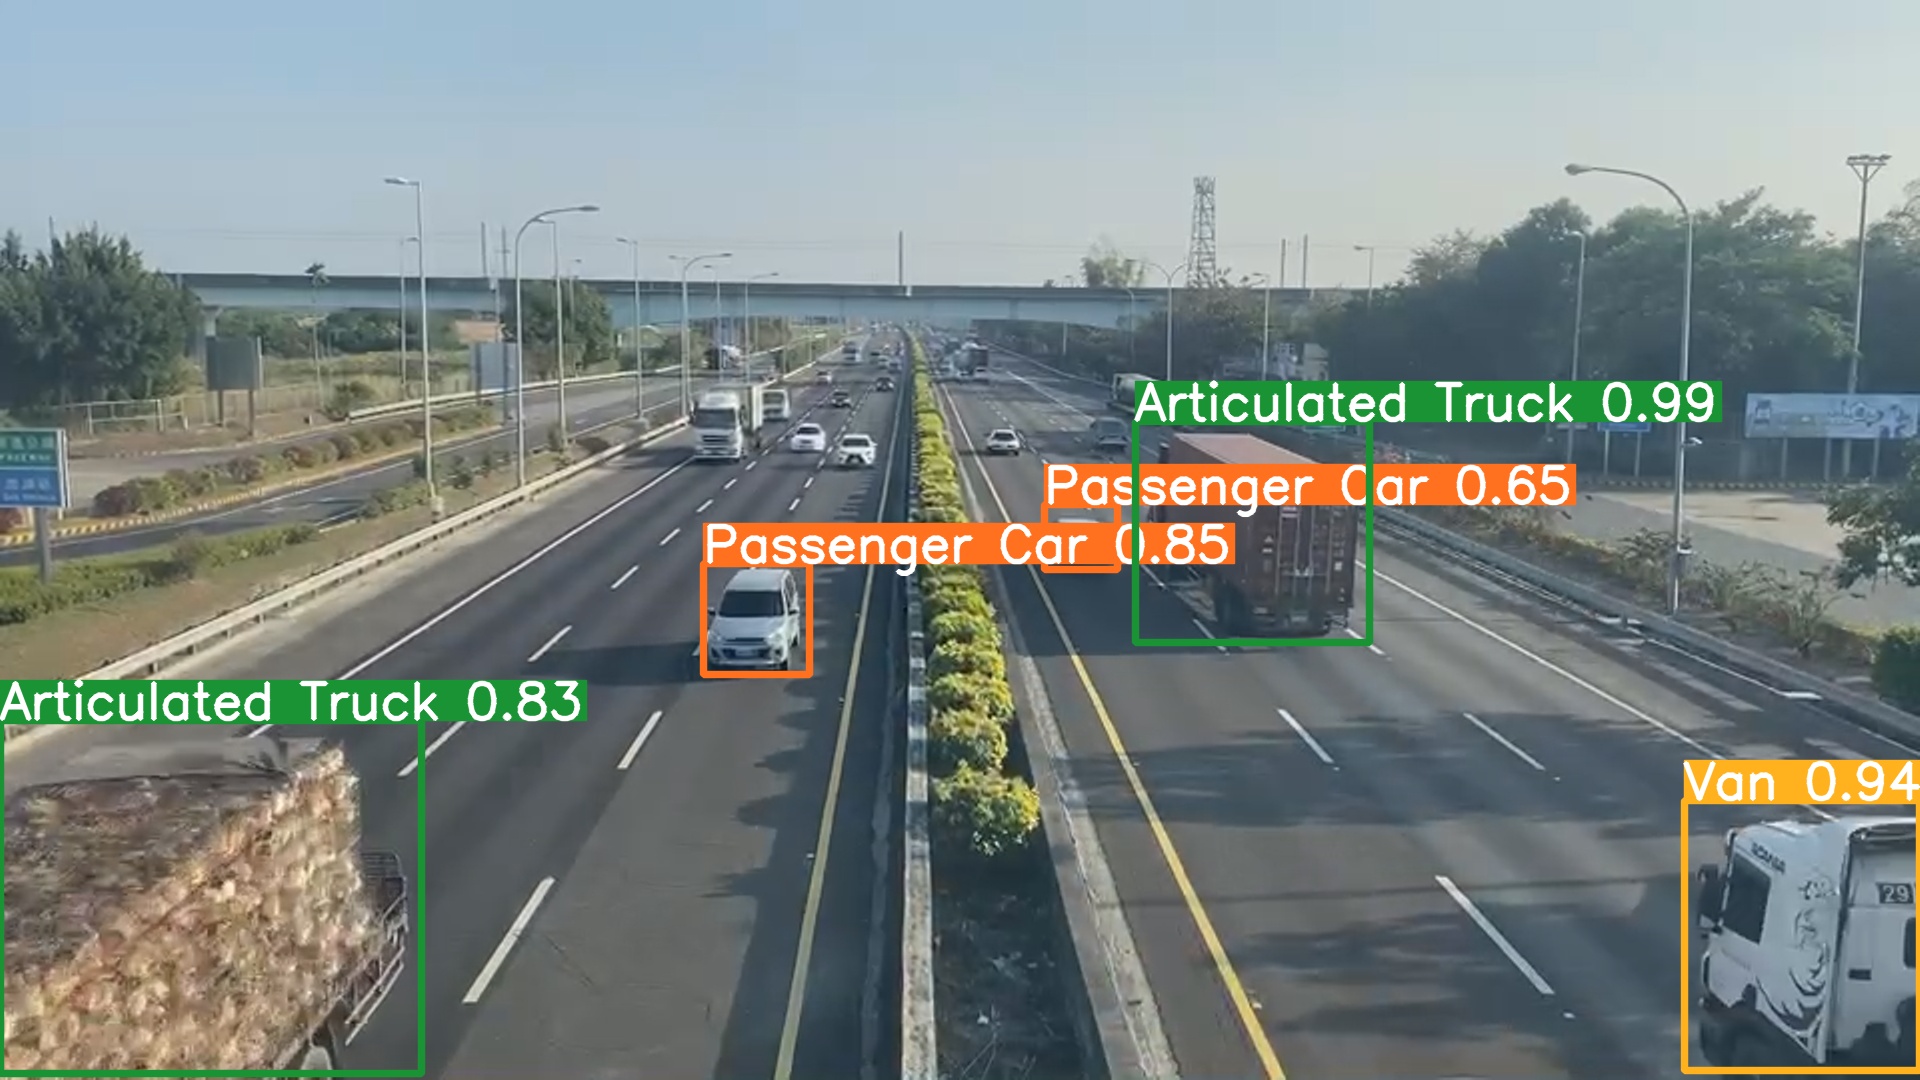 Articulated Truck 0.99
Passenger Car 0.65
Passenger Car 0.85
Articulated Truck 0.83
Van 0.94
SCANIA
29